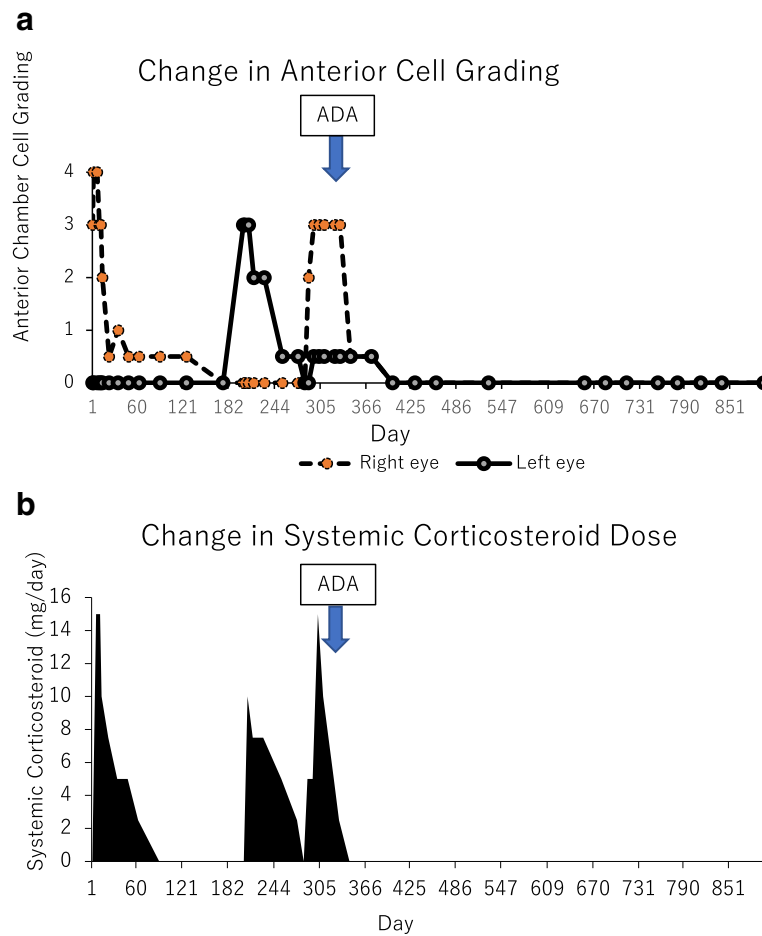 a
Change in Anterior Cell Grading
ADA
Anterior Chamber Cell Grading
4
3
2
1
0
1 60 121 182 244 305 366 425 486 547 609 670 731 790 851
Day
Right eye Left eye
b
Change in Systemic Corticosteroid Dose
ADA
Systemic Corticosteroid (mg/day)
16
14
12
10
8
6
4
2
0
1 60 121 182 244 305 366 425 486 547 609 670 731 790 851
Day